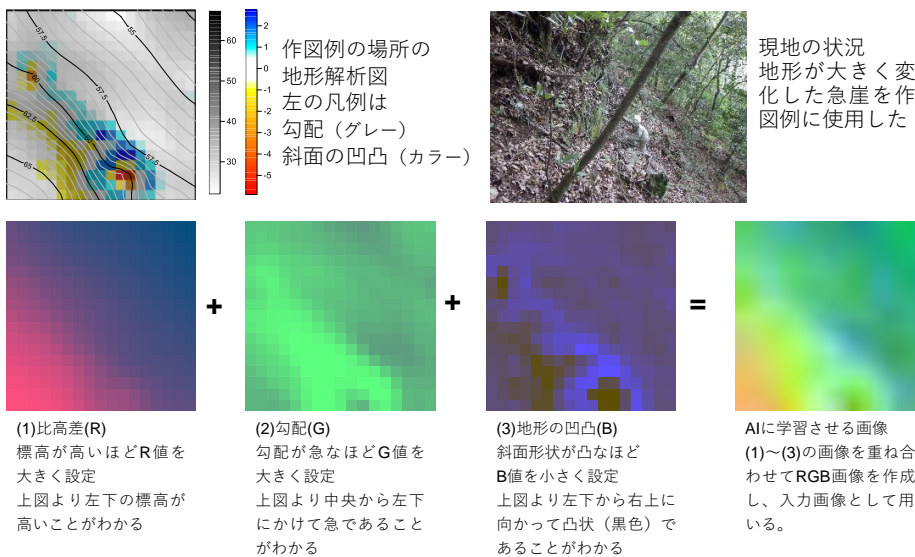 55
57.5
60
57.5
62.5
60
57.5
65
60
50
40
30
2
1
0
-1
-2
-3
-4
-5
作図例の場所の
地形解析図
左の凡例は
勾配（グレー）
斜面の凹凸（カラー）
現地の状況
地形が大きく変
化した急崖を作
図例に使用した
+
+
=
(1)比高差(R)
標高が高いほどR値を
大きく設定
上図より左下の標高が
高いことがわかる
(2)勾配(G)
勾配が急なほどG値を
大きく設定
上図より中央から左下
にかけて急であること
がわかる
(3)地形の凹凸(B)
斜面形状が凸なほど
B値を小さく設定
上図より左下から右上に
向かって凸状（黒色）で
あることがわかる
AIに学習させる画像
(1)～(3)の画像を重ね合
わせてRGB画像を作成
し、入力画像として用
いる。